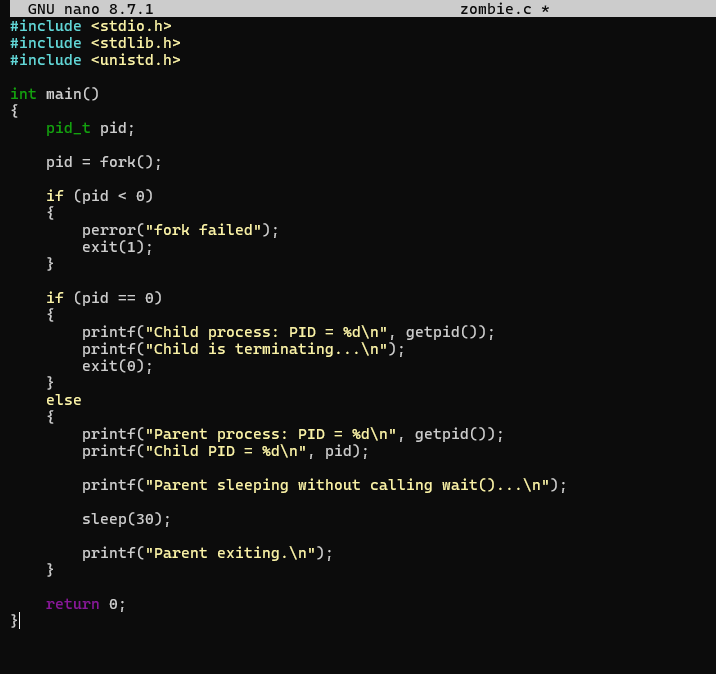 GNU nano 8.7.1 zombie.c *
#include <stdio.h>
#include <stdlib.h>
#include <unistd.h>

int main()
{
    pid_t pid;

    pid = fork();

    if (pid < 0)
    {
        perror("fork failed");
        exit(1);
    }

    if (pid == 0)
    {
        printf("Child process: PID = %d\n", getpid());
        printf("Child is terminating...\n");
        exit(0);
    }
    else
    {
        printf("Parent process: PID = %d\n", getpid());
        printf("Child PID = %d\n", pid);

        printf("Parent sleeping without calling wait()...\n");

        sleep(30);

        printf("Parent exiting.\n");
    }

    return 0;
}